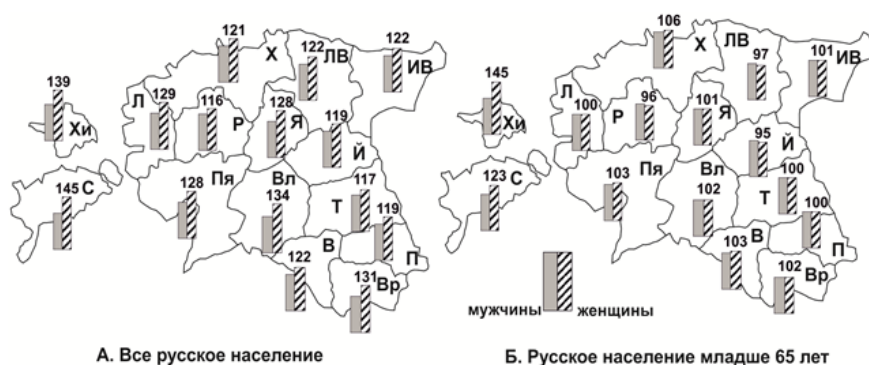 121
Х
122
ЛВ
122
ИВ
139
Хи
Л
129
116
Р
128
Я
119
Й
145
С
128
Пя
Вл
134
117
Т
119
П
В
122
131
Вр
А. Все русское население
106
Х
97
ЛВ
101
ИВ
145
Хи
Л
100
96
Р
101
Я
95
Й
123
С
103
Пя
Вл
102
100
Т
100
П
В
103
102
Вр
мужчины
женщины
Б. Русское население младше 65 лет